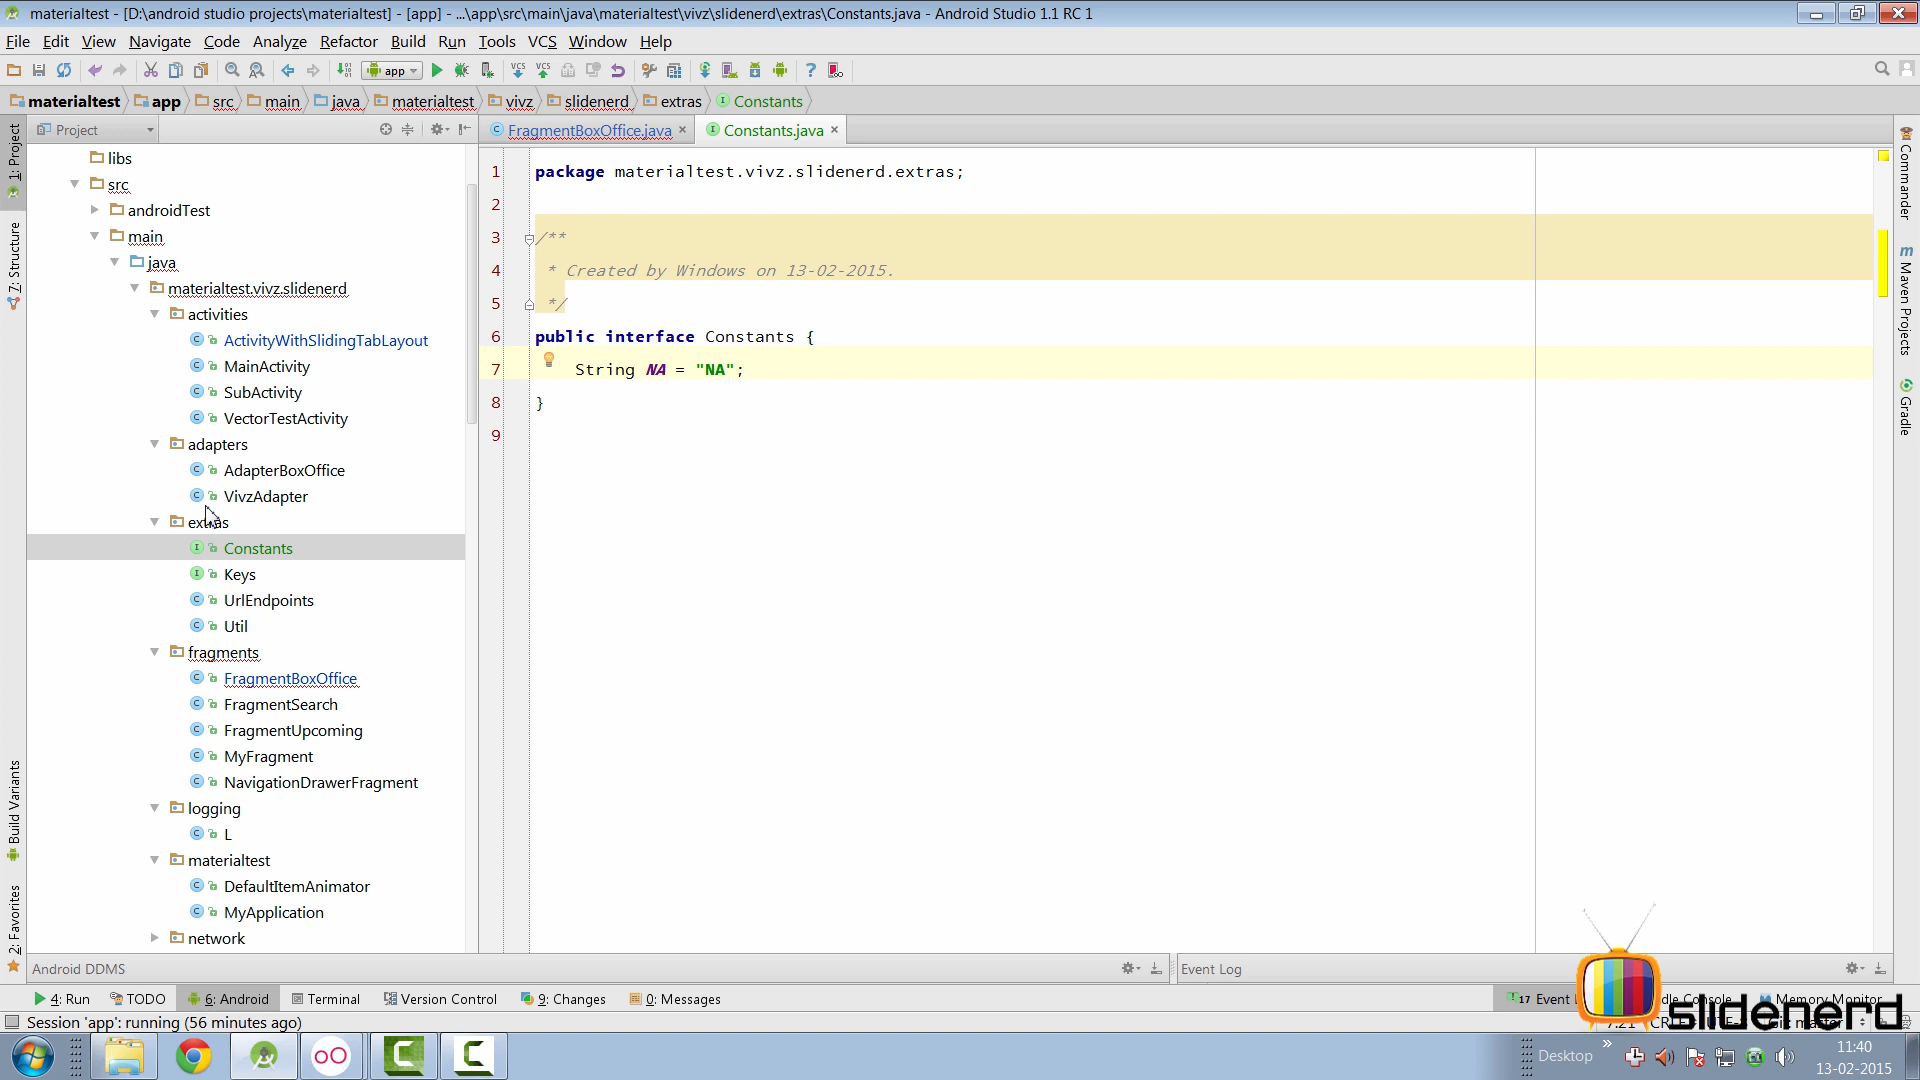 materialtest - [D:\android studio projects\materialtest] - [app] - ...\app\src\main\java\materialtest\vivz\slidenerd\extras\Constants.java - Android Studio 1.1 RC 1
File Edit View Navigate Code Analyze Refactor Build Run Tools VCS Window Help
app
materialtest app src main java materialtest vivz slidenerd extras Constants
Project
FragmentBoxOffice.java
Constants.java
1: Project
7: Structure
Build Variants
2: Favorites
libs
src
androidTest
main
java
materialtest.vivz.slidenerd
activities
ActivityWithSlidingTabLayout
MainActivity
SubActivity
VectorTestActivity
adapters
AdapterBoxOffice
VivzAdapter
extras
Constants
Keys
UrlEndpoints
Util
fragments
FragmentBoxOffice
FragmentSearch
FragmentUpcoming
MyFragment
NavigationDrawerFragment
logging
L
materialtest
DefaultItemAnimator
MyApplication
network
1 package materialtest.vivz.slidenerd.extras;
2
3 /**
4 * Created by Windows on 13-02-2015.
5 */
6 public interface Constants {
7 String NA = "NA";
8 }
9
Commander
Maven Projects
Gradle
Android DDMS
Event Log
4: Run TODO 6: Android Terminal Version Control 9: Changes 0: Messages
17 Event
Console Memory Monitor
Session 'app': running (56 minutes ago)
7:21
slidenerd
Desktop
11:40
13-02-2015